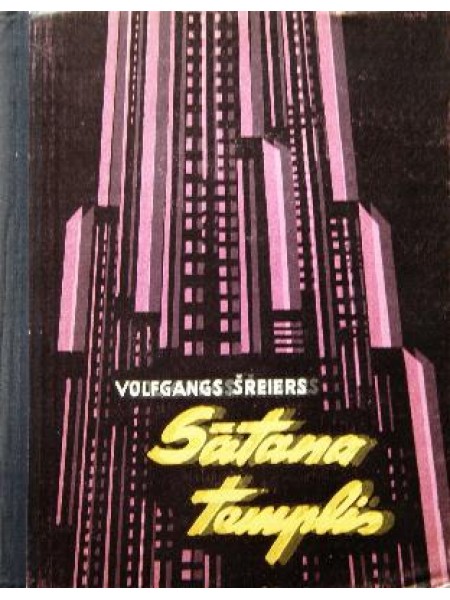 VOLFGANGS ŠREIERS
Sātana
templis